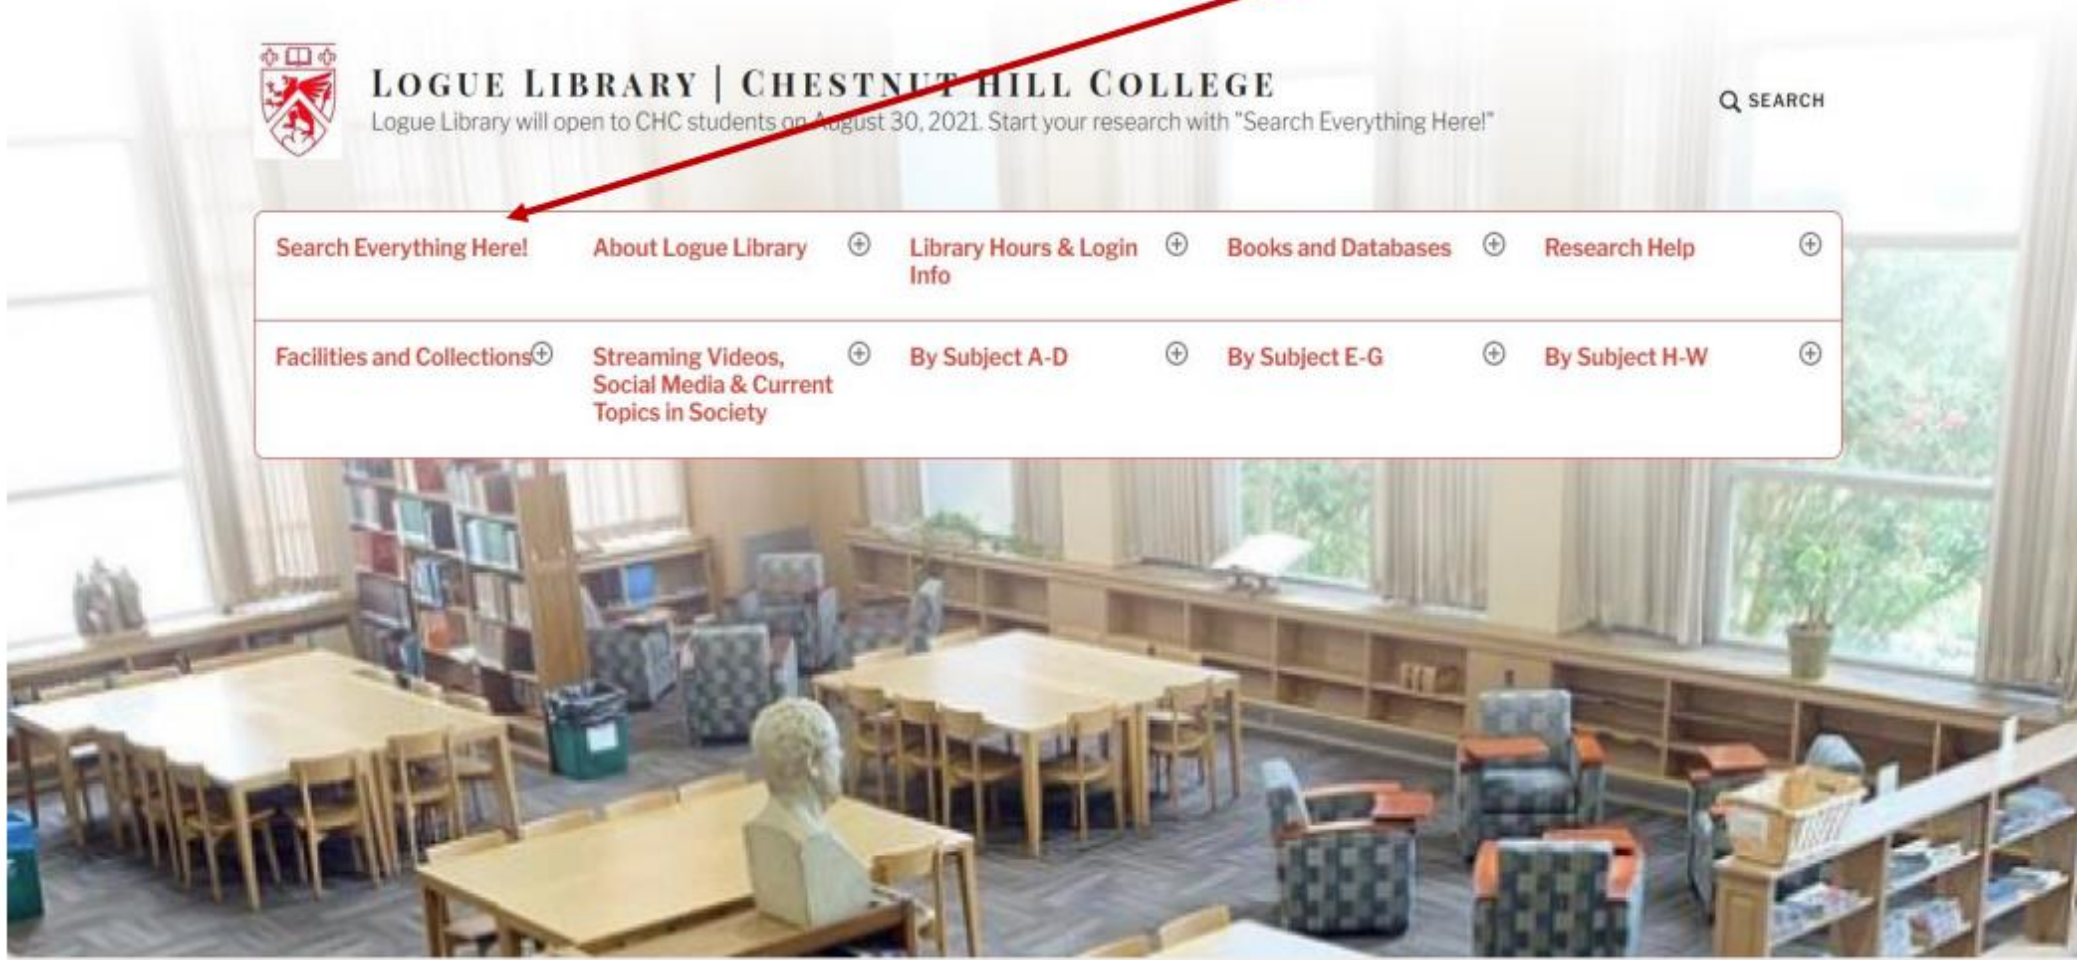 LOGUE LIBRARY | CHESTNUT HILL COLLEGE
Logue Library will open to CHC students on August 30, 2021. Start your research with "Search Everything Here!"
SEARCH
Search Everything Here!
About Logue Library
Library Hours & Login
Info
Books and Databases
Research Help
Facilities and Collections
Streaming Videos,
Social Media & Current
Topics in Society
By Subject A-D
By Subject E-G
By Subject H-W